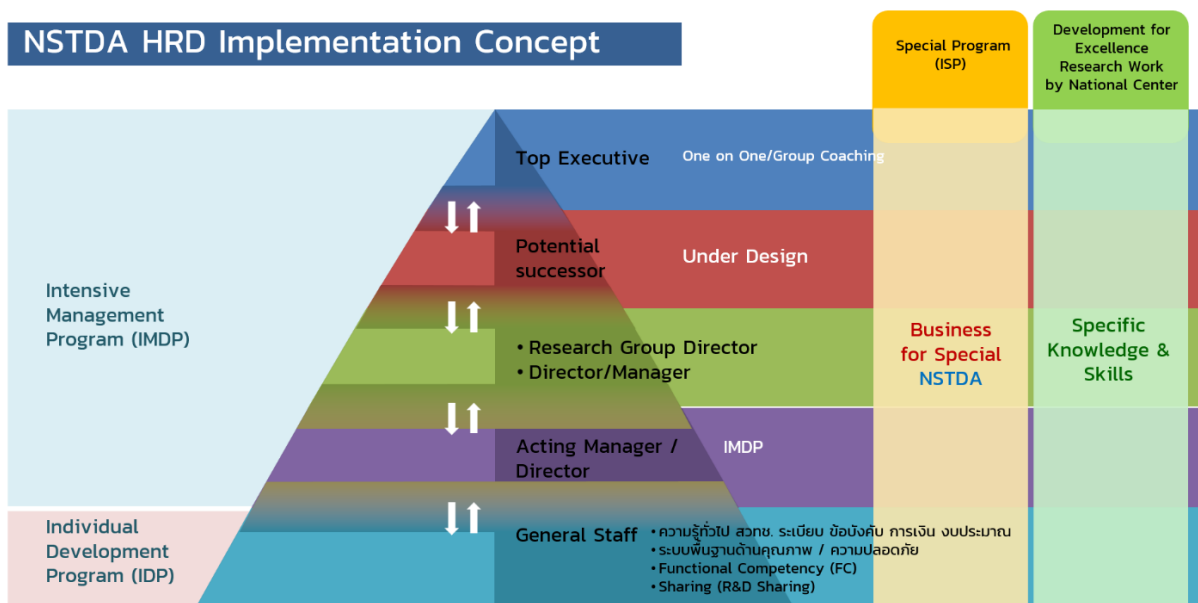 NSTDA HRD Implementation Concept
Special Program
(ISP)
Development for
Excellence
Research Work
by National Center
Top Executive
One on One/Group Coaching
Potential
successor
Under Design
Intensive
Management
Program (IMDP)
• Research Group Director
• Director/Manager
Business
for Special
NSTDA
Specific
Knowledge &
Skills
Acting Manager /
Director
IMDP
Individual
Development
Program (IDP)
General Staff
• ความรู้ทั่วไป สวทช. ระเบียบ ข้อบังคับ การเงิน งบประมาณ
• ระบบพื้นฐานด้านคุณภาพ / ความปลอดภัย
• Functional Competency (FC)
• Sharing (R&D Sharing)